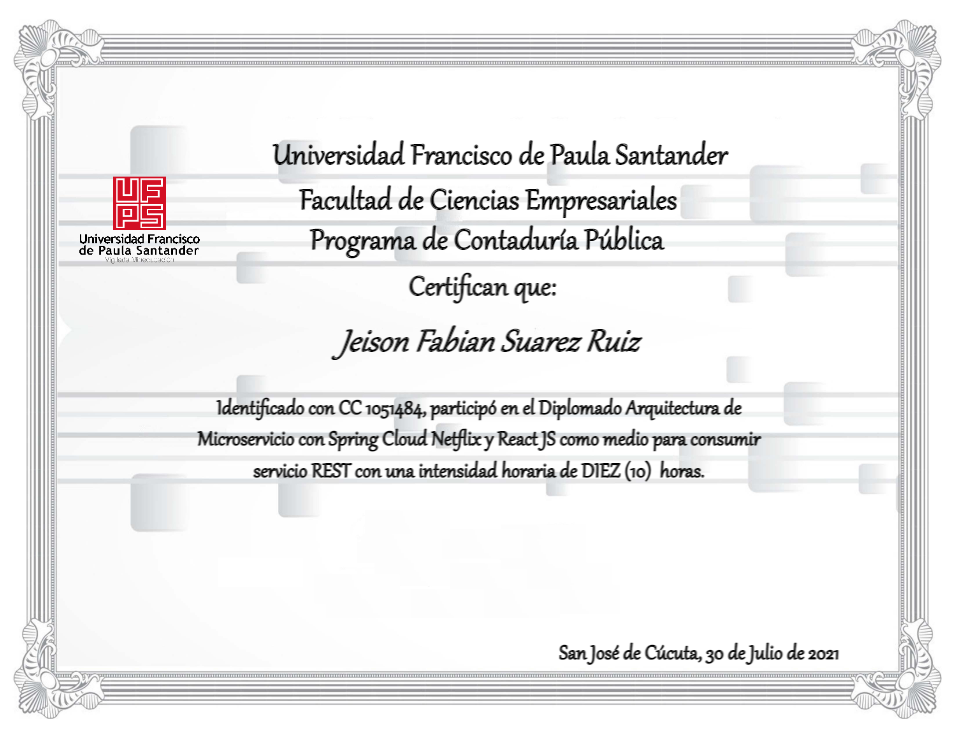 Universidad Francisco de Paula Santander
Facultad de Ciencias Empresariales
Programa de Contaduría Pública
UFPS
Universidad Francisco
de Paula Santander
Vigilada Mineducación
Certifican que:
Jeison Fabian Suarez Ruiz
Identificado con CC 1051484, participó en el Diplomado Arquitectura de
Microservicio con Spring Cloud Netflix y React JS como medio para consumir
servicio REST con una intensidad horaria de DIEZ (10) horas.
San José de Cúcuta, 30 de Julio de 2021